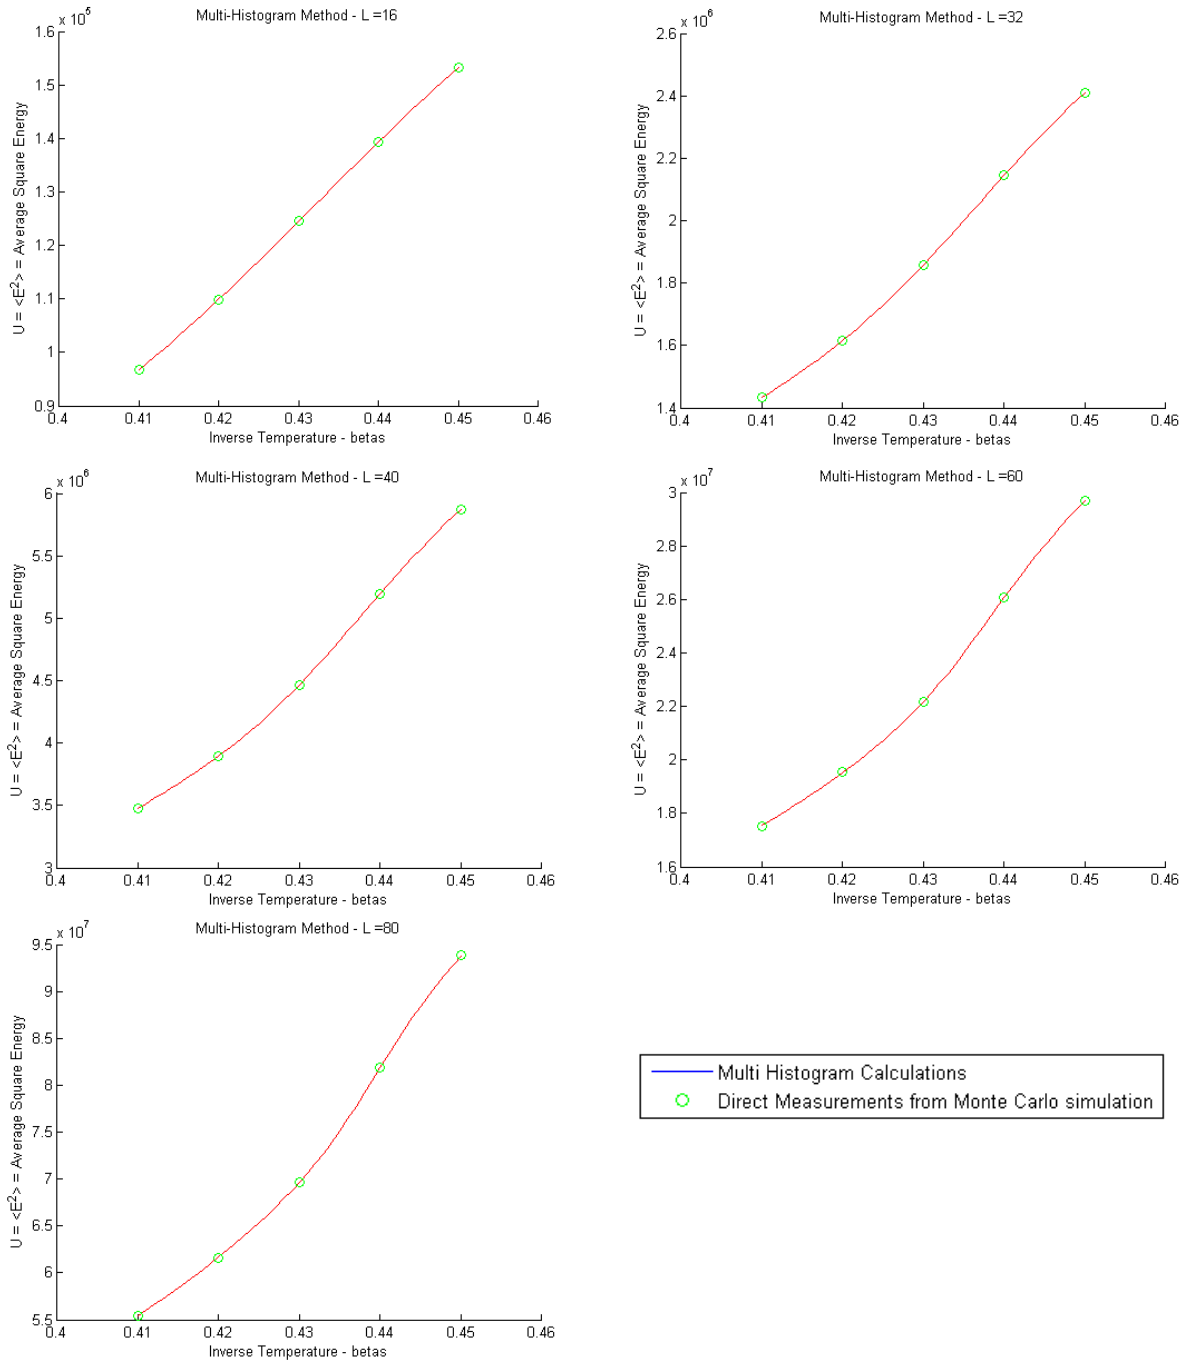 Multi-Histogram Method - L =16
x 10^5
1.6
1.5
1.4
1.3
1.2
1.1
1
0.9
U = <E^2> = Average Square Energy
0.4 0.41 0.42 0.43 0.44 0.45 0.46
Inverse Temperature - betas
Multi-Histogram Method - L =32
x 10^6
2.6
2.4
2.2
2
1.8
1.6
1.4
U = <E^2> = Average Square Energy
0.4 0.41 0.42 0.43 0.44 0.45 0.46
Inverse Temperature - betas
Multi-Histogram Method - L =40
x 10^6
6
5.5
5
4.5
4
3.5
3
U = <E^2> = Average Square Energy
0.4 0.41 0.42 0.43 0.44 0.45 0.46
Inverse Temperature - betas
Multi-Histogram Method - L =60
x 10^7
3
2.8
2.6
2.4
2.2
2
1.8
1.6
U = <E^2> = Average Square Energy
0.4 0.41 0.42 0.43 0.44 0.45 0.46
Inverse Temperature - betas
Multi-Histogram Method - L =80
x 10^7
9.5
9
8.5
8
7.5
7
6.5
6
5.5
U = <E^2> = Average Square Energy
0.4 0.41 0.42 0.43 0.44 0.45 0.46
Inverse Temperature - betas
Multi Histogram Calculations
Direct Measurements from Monte Carlo simulation